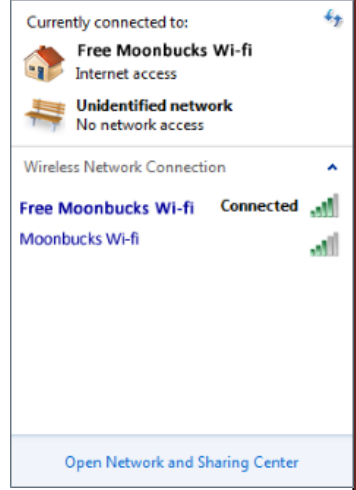 Currently connected to:
Free Moonbucks Wi-fi
Internet access
Unidentified network
No network access
Wireless Network Connection
Free Moonbucks Wi-fi Connected
Moonbucks Wi-fi
Open Network and Sharing Center